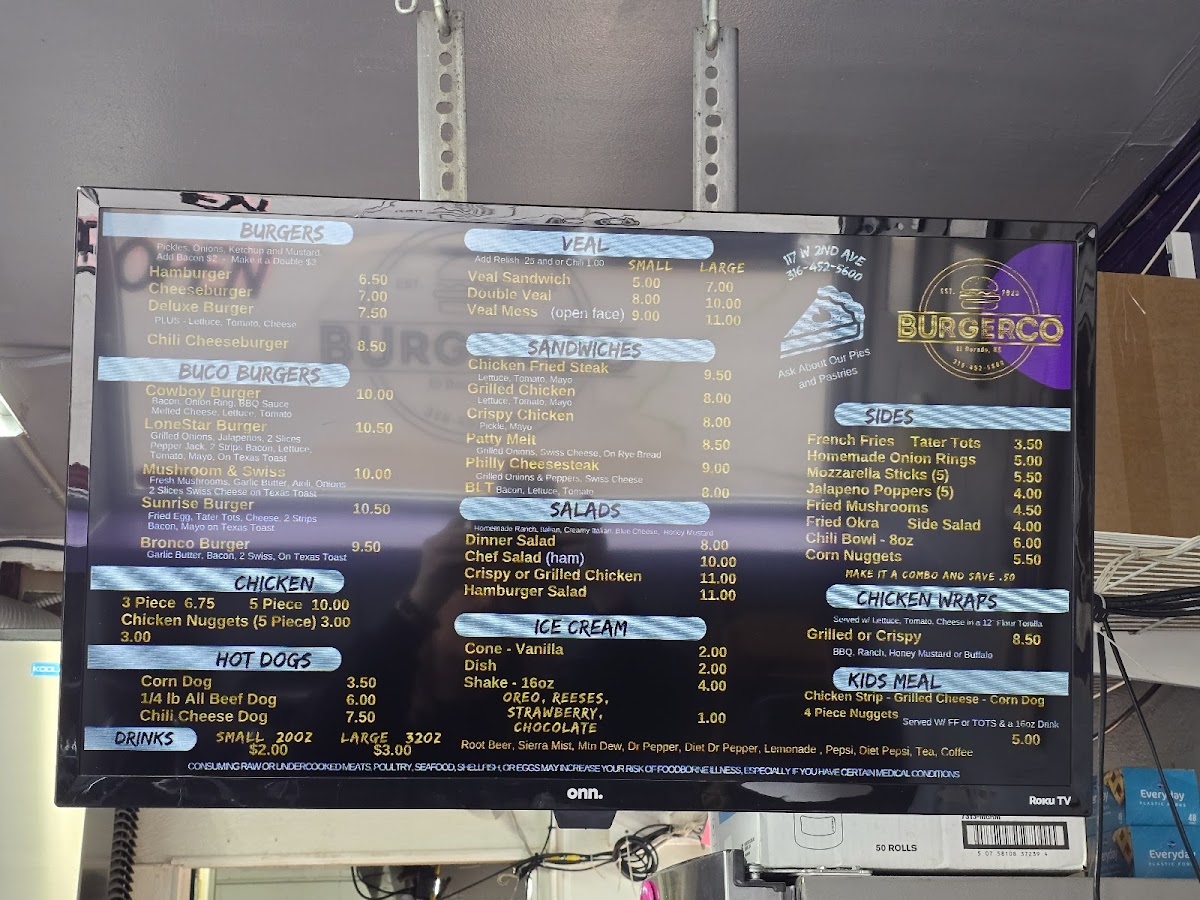 BURGERS
Pickles, Onions, Ketchup and Mustard.
Add Bacon $2 - Make it a Double $3
Hamburger 6.50
Cheeseburger 7.00
Deluxe Burger 7.50
PLUS - Lettuce, Tomato, Cheese
Chili Cheeseburger 8.50
BUCO BURGERS
Cowboy Burger 10.00
Bacon, Onion Ring, BBQ Sauce
Melted Cheese, Lettuce, Tomato
LoneStar Burger 10.50
Grilled Onions, Jalapenos, 2 Slices
Pepper Jack, 2 Strips Bacon, Lettuce,
Tomato, Mayo, On Texas Toast
Mushroom & Swiss 10.00
Fresh Mushrooms, Garlic Butter, Aioli, Onions
2 Slices Swiss Cheese on Texas Toast
Sunrise Burger 10.50
Fried Egg, Tater Tots, Cheese, 2 Strips
Bacon, Mayo on Texas Toast
Bronco Burger 9.50
Garlic Butter, Bacon, 2 Swiss, On Texas Toast
CHICKEN
3 Piece 6.75 5 Piece 10.00
Chicken Nuggets (5 Piece) 3.00
3.00
HOT DOGS
Corn Dog 3.50
1/4 lb All Beef Dog 6.00
Chili Cheese Dog 7.50
DRINKS SMALL 20OZ LARGE 32OZ
$2.00 $3.00
VEAL
Add Relish .25 and or Chili 1.00 SMALL LARGE
Veal Sandwich 5.00 7.00
Double Veal 8.00 10.00
Veal Mess (open face) 9.00 11.00
SANDWICHES
Chicken Fried Steak 9.50
Lettuce, Tomato, Mayo
Grilled Chicken 8.00
Lettuce, Tomato, Mayo
Crispy Chicken 8.00
Pickle, Mayo
Patty Melt 8.50
Grilled Onions, Swiss Cheese, On Rye Bread
Philly Cheesesteak 9.00
Grilled Onions & Peppers, Swiss Cheese
BLT Bacon, Lettuce, Tomato 8.00
SALADS
Homemade Ranch, Italian, Creamy Italian, Blue Cheese, Honey Mustard
Dinner Salad 8.00
Chef Salad (ham) 10.00
Crispy or Grilled Chicken 11.00
Hamburger Salad 11.00
ICE CREAM
Cone - Vanilla 2.00
Dish 2.00
Shake - 16oz 4.00
OREO, REESES,
STRAWBERRY, 1.00
CHOCOLATE
Root Beer, Sierra Mist, Mtn Dew, Dr Pepper, Diet Dr Pepper, Lemonade , Pepsi, Diet Pepsi, Tea, Coffee
117 W 2ND AVE
316-452-5600
Ask About Our Pies
and Pastries
EST. 2023
BURGERCO
El Dorado, KS
316-452-5600
SIDES
French Fries Tater Tots 3.50
Homemade Onion Rings 5.00
Mozzarella Sticks (5) 5.50
Jalapeno Poppers (5) 4.00
Fried Mushrooms 4.50
Fried Okra Side Salad 4.00
Chili Bowl - 8oz 6.00
Corn Nuggets 5.50
MAKE IT A COMBO AND SAVE .50
CHICKEN WRAPS
Served w/ Lettuce, Tomato, Cheese in a 12" Flour Tortilla
Grilled or Crispy 8.50
BBQ, Ranch, Honey Mustard or Buffalo
KIDS MEAL
Chicken Strip - Grilled Cheese - Corn Dog
4 Piece Nuggets Served W/ FF or TOTS & a 16oz Drink
5.00
CONSUMING RAW OR UNDERCOOKED MEATS, POULTRY, SEAFOOD, SHELLFISH, OR EGGS MAY INCREASE YOUR RISK OF FOODBORNE ILLNESS, ESPECIALLY IF YOU HAVE CERTAIN MEDICAL CONDITIONS
onn.
Roku TV
50 ROLLS
Everyday
48
Everyday